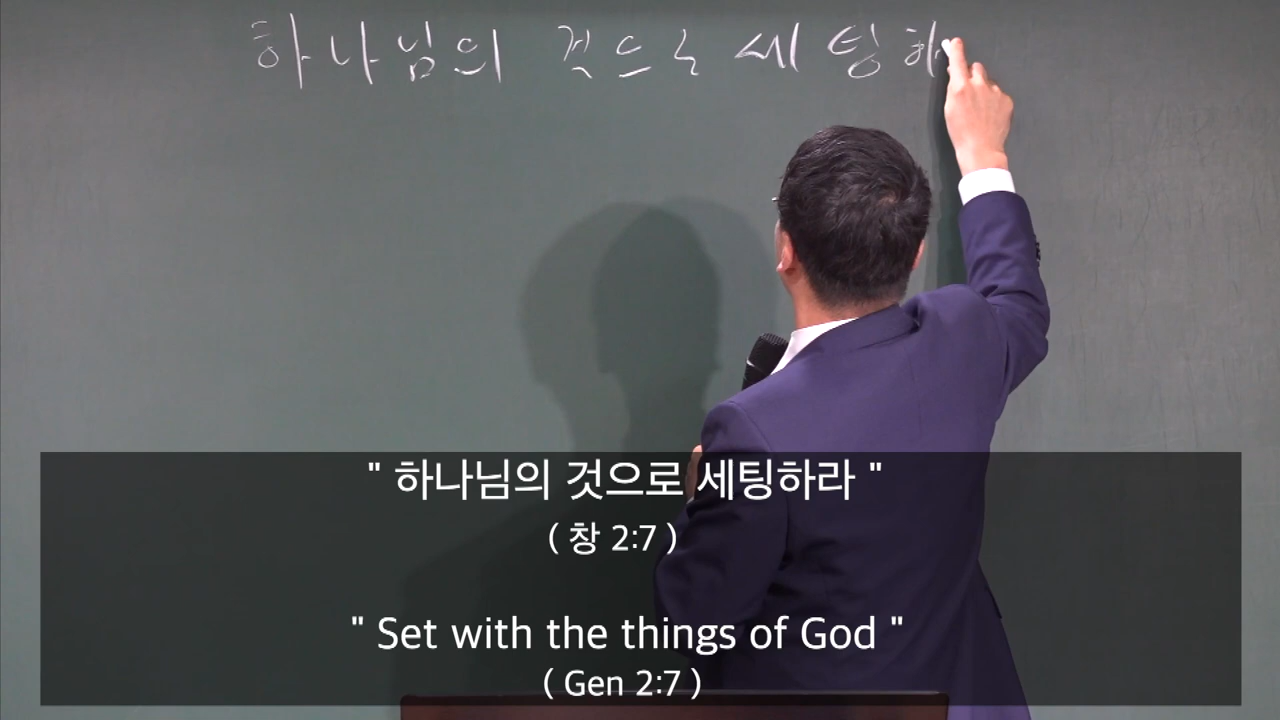 하나님의 것으로 세팅하
" 하나님의 것으로 세팅하라 "
( 창 2:7 )
" Set with the things of God "
( Gen 2:7 )